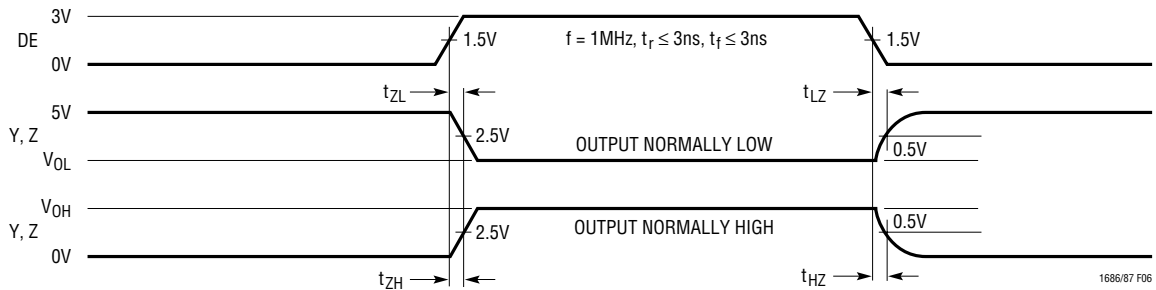 3V
DE
1.5V
f = 1MHz, tr ≤ 3ns, tf ≤ 3ns
1.5V
0V
tZL
tLZ
5V
Y, Z
2.5V
OUTPUT NORMALLY LOW
0.5V
VOL
VOH
Y, Z
2.5V
OUTPUT NORMALLY HIGH
0.5V
0V
tZH
tHZ
1686/87 F06